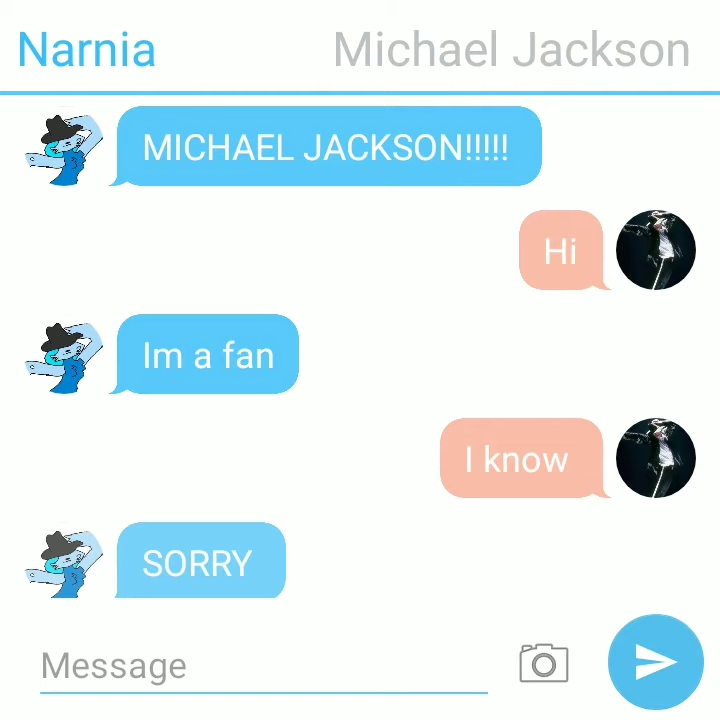 Narnia Michael Jackson
MICHAEL JACKSON!!!!!
Hi
Im a fan
I know
SORRY
Message